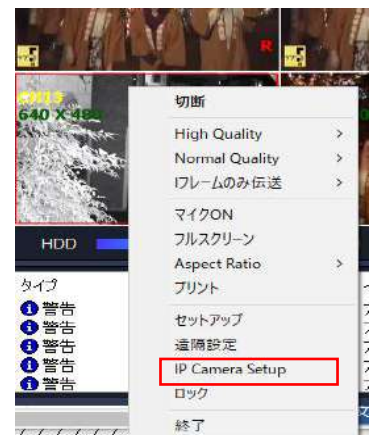 R
CH13
640 X 480
切断
High Quality >
Normal Quality >
Iフレームのみ伝送 >
マイクON
フルスクリーン
Aspect Ratio >
プリント
セットアップ
遠隔設定
IP Camera Setup
ロック
終了
HDD
タイプ
警告
警告
警告
警告
警告